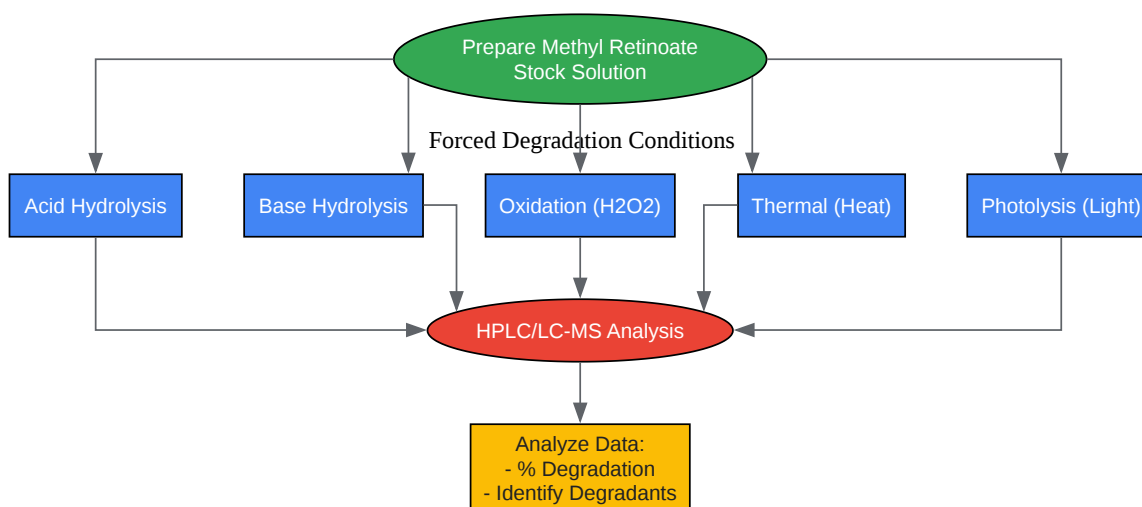 Prepare Methyl Retinoate
Stock Solution
Forced Degradation Conditions
Acid Hydrolysis
Base Hydrolysis
Oxidation (H2O2)
Thermal (Heat)
Photolysis (Light)
HPLC/LC-MS Analysis
Analyze Data:
- % Degradation
- Identify Degradants